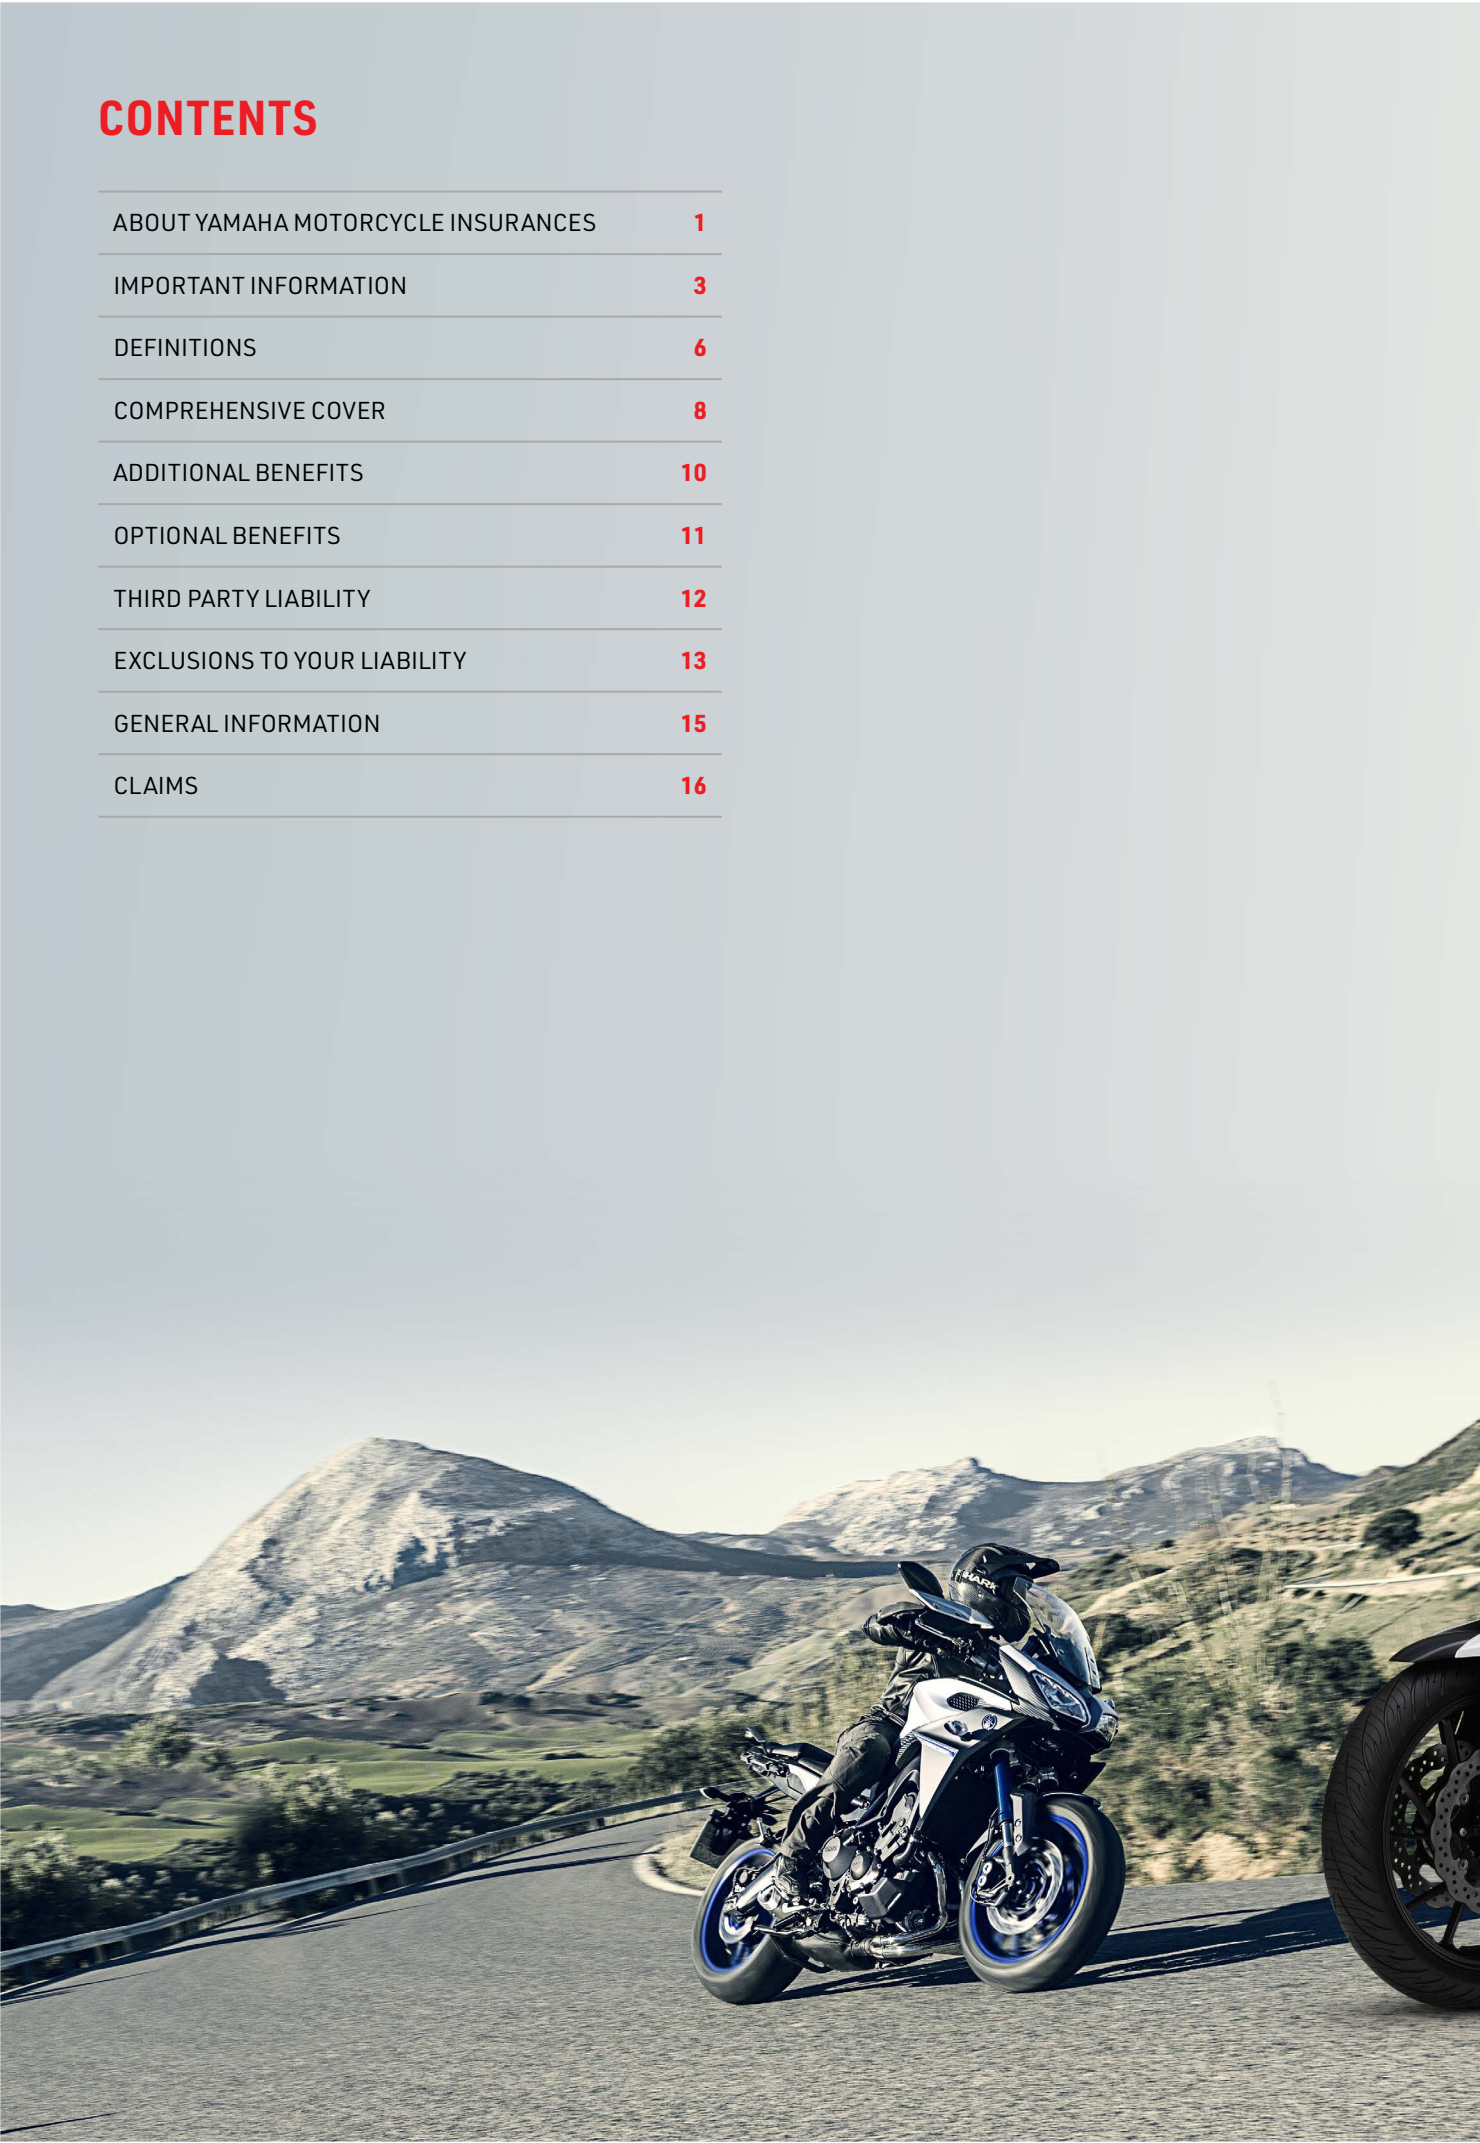 CONTENTS
ABOUT YAMAHA MOTORCYCLE INSURANCES 1
IMPORTANT INFORMATION 3
DEFINITIONS 6
COMPREHENSIVE COVER 8
ADDITIONAL BENEFITS 10
OPTIONAL BENEFITS 11
THIRD PARTY LIABILITY 12
EXCLUSIONS TO YOUR LIABILITY 13
GENERAL INFORMATION 15
CLAIMS 16
SHARK